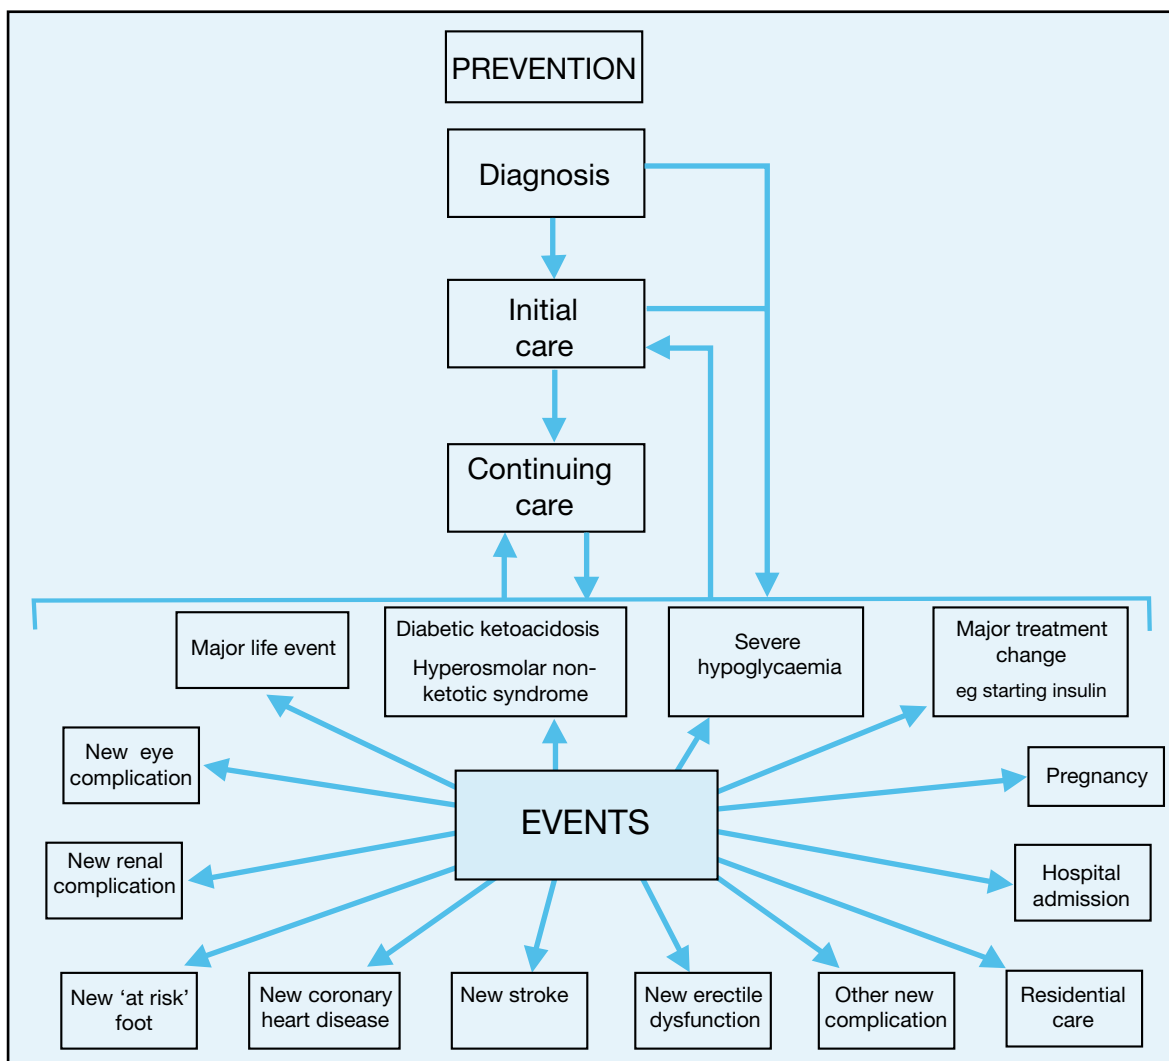 PREVENTION
Diagnosis
Initial
care
Continuing
care
Major life event
Diabetic ketoacidosis
Hyperosmolar non-
ketotic syndrome
Severe
hypoglycaemia
Major treatment
change
eg starting insulin
New eye
complication
EVENTS
Pregnancy
New renal
complication
Hospital
admission
New ‘at risk’
foot
New coronary
heart disease
New stroke
New erectile
dysfunction
Other new
complication
Residential
care